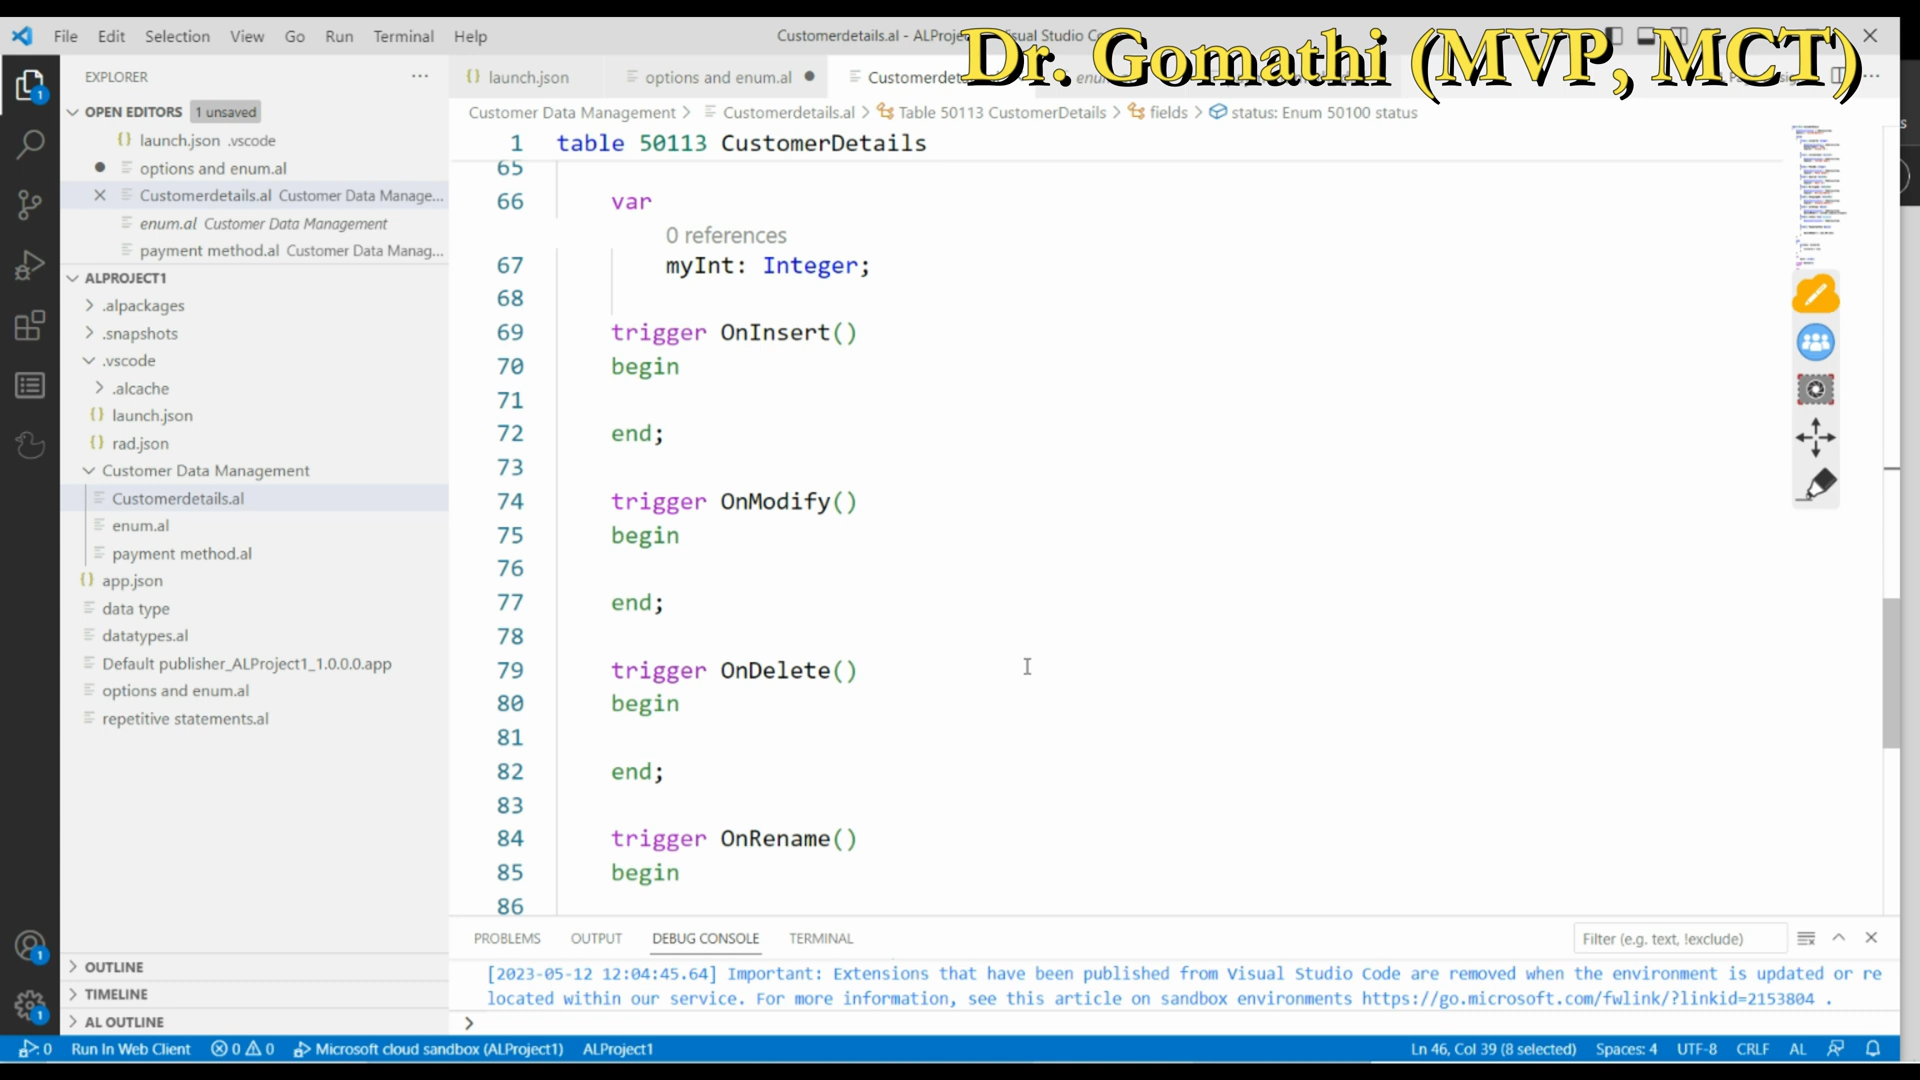 File Edit Selection View Go Run Terminal Help
Customerdetails.al - ALProje
Visual Studio Co
Dr. Gomathi (MVP, MCT)
EXPLORER
launch.json
options and enum.al
Customerdet
OPEN EDITORS 1 unsaved
launch.json .vscode
options and enum.al
Customerdetails.al Customer Data Manage...
enum.al Customer Data Management
payment method.al Customer Data Manag...
ALPROJECT1
.alpackages
.snapshots
.vscode
.alcache
launch.json
rad.json
Customer Data Management
Customerdetails.al
enum.al
payment method.al
app.json
data type
datatypes.al
Default publisher_ALProject1_1.0.0.0.app
options and enum.al
repetitive statements.al
OUTLINE
TIMELINE
AL OUTLINE
Customer Data Management > Customerdetails.al > Table 50113 CustomerDetails > fields > status: Enum 50100 status
1 table 50113 CustomerDetails
65
66 var
0 references
67 myInt: Integer;
68
69 trigger OnInsert()
70 begin
71
72 end;
73
74 trigger OnModify()
75 begin
76
77 end;
78
79 trigger OnDelete()
80 begin
81
82 end;
83
84 trigger OnRename()
85 begin
86
PROBLEMS OUTPUT DEBUG CONSOLE TERMINAL
Filter (e.g. text, !exclude)
[2023-05-12 12:04:45.64] Important: Extensions that have been published from Visual Studio Code are removed when the environment is updated or re
located within our service. For more information, see this article on sandbox environments https://go.microsoft.com/fwlink/?linkid=2153804 .
>
0 Run In Web Client 0 0 Microsoft cloud sandbox (ALProject1) ALProject1
Ln 46, Col 39 (8 selected) Spaces: 4 UTF-8 CRLF AL